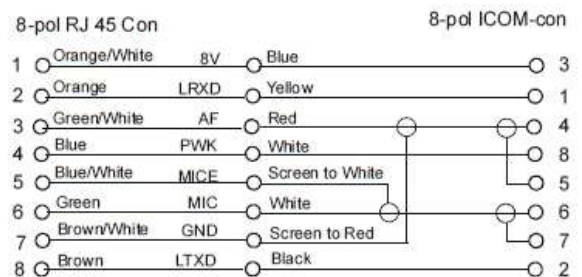 8-pol RJ 45 Con 8-pol ICOM-con
1 Orange/White 8V Blue 3
2 Orange LRXD Yellow 1
3 Green/White AF Red 4
4 Blue PWK White 8
5 Blue/White MICE Screen to White 5
6 Green MIC White 6
7 Brown/White GND Screen to Red 7
8 Brown LTXD Black 2